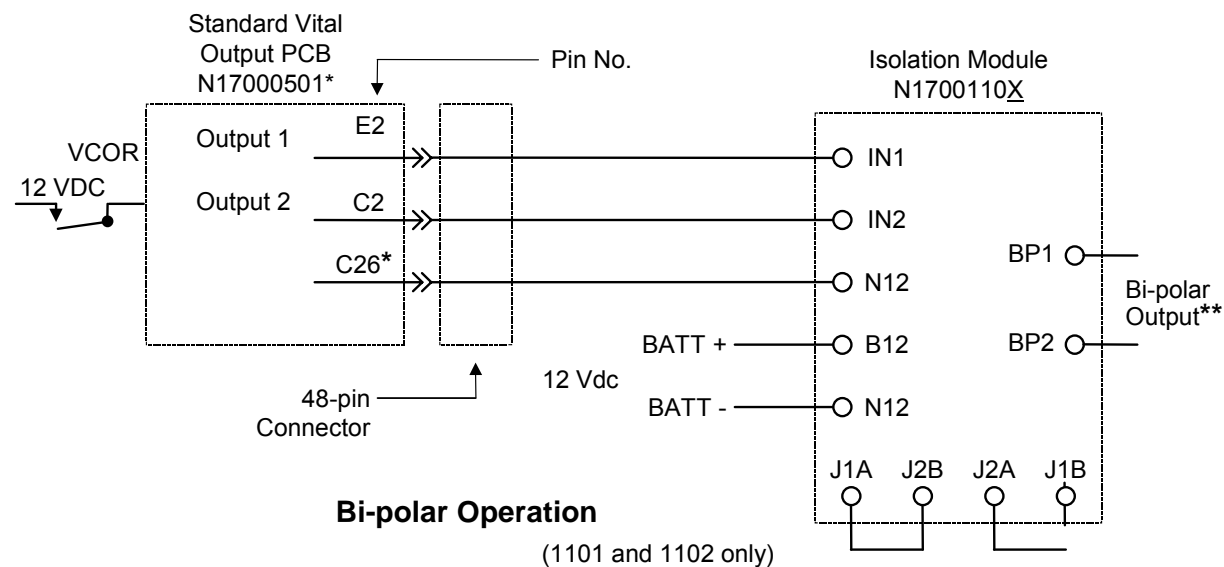 Standard Vital
Output PCB
N17000501*
Pin No.
Isolation Module
N1700110X
VCOR
12 VDC
Output 1
E2
IN1
Output 2
C2
IN2
C26*
N12
BP1
Bi-polar
Output**
BATT +
B12
BP2
12 Vdc
BATT -
N12
48-pin
Connector
J1A
J2B
J2A
J1B
Bi-polar Operation
(1101 and 1102 only)